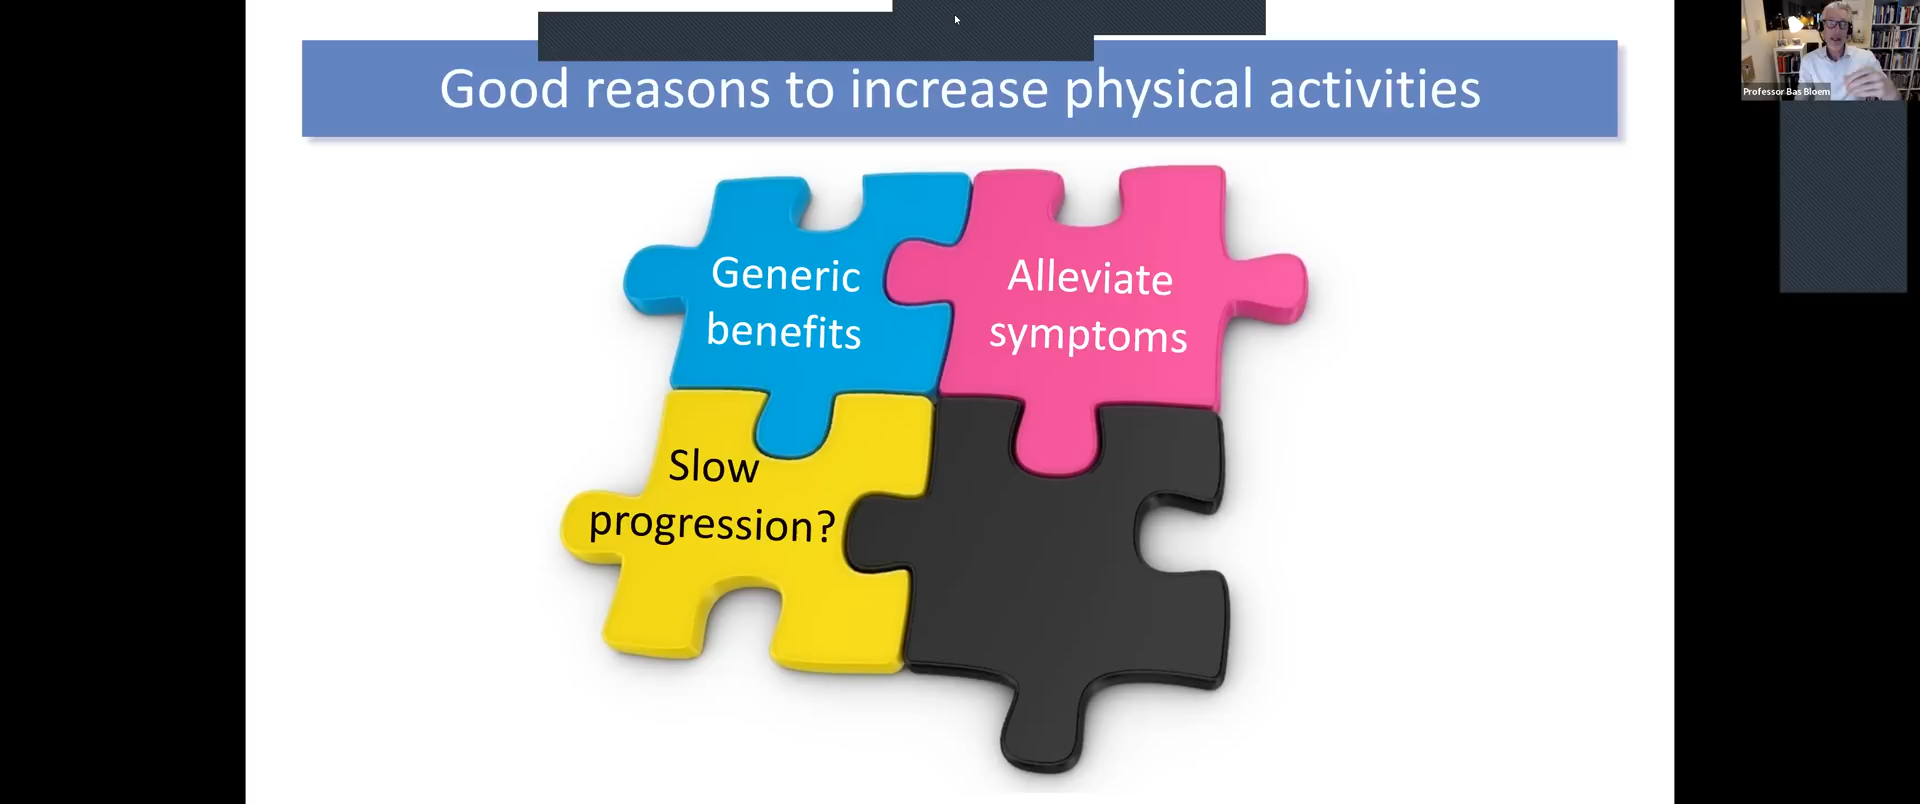 Good reasons to increase physical activities
Professor Bas Bloem
Generic
benefits
Alleviate
symptoms
Slow
progression?